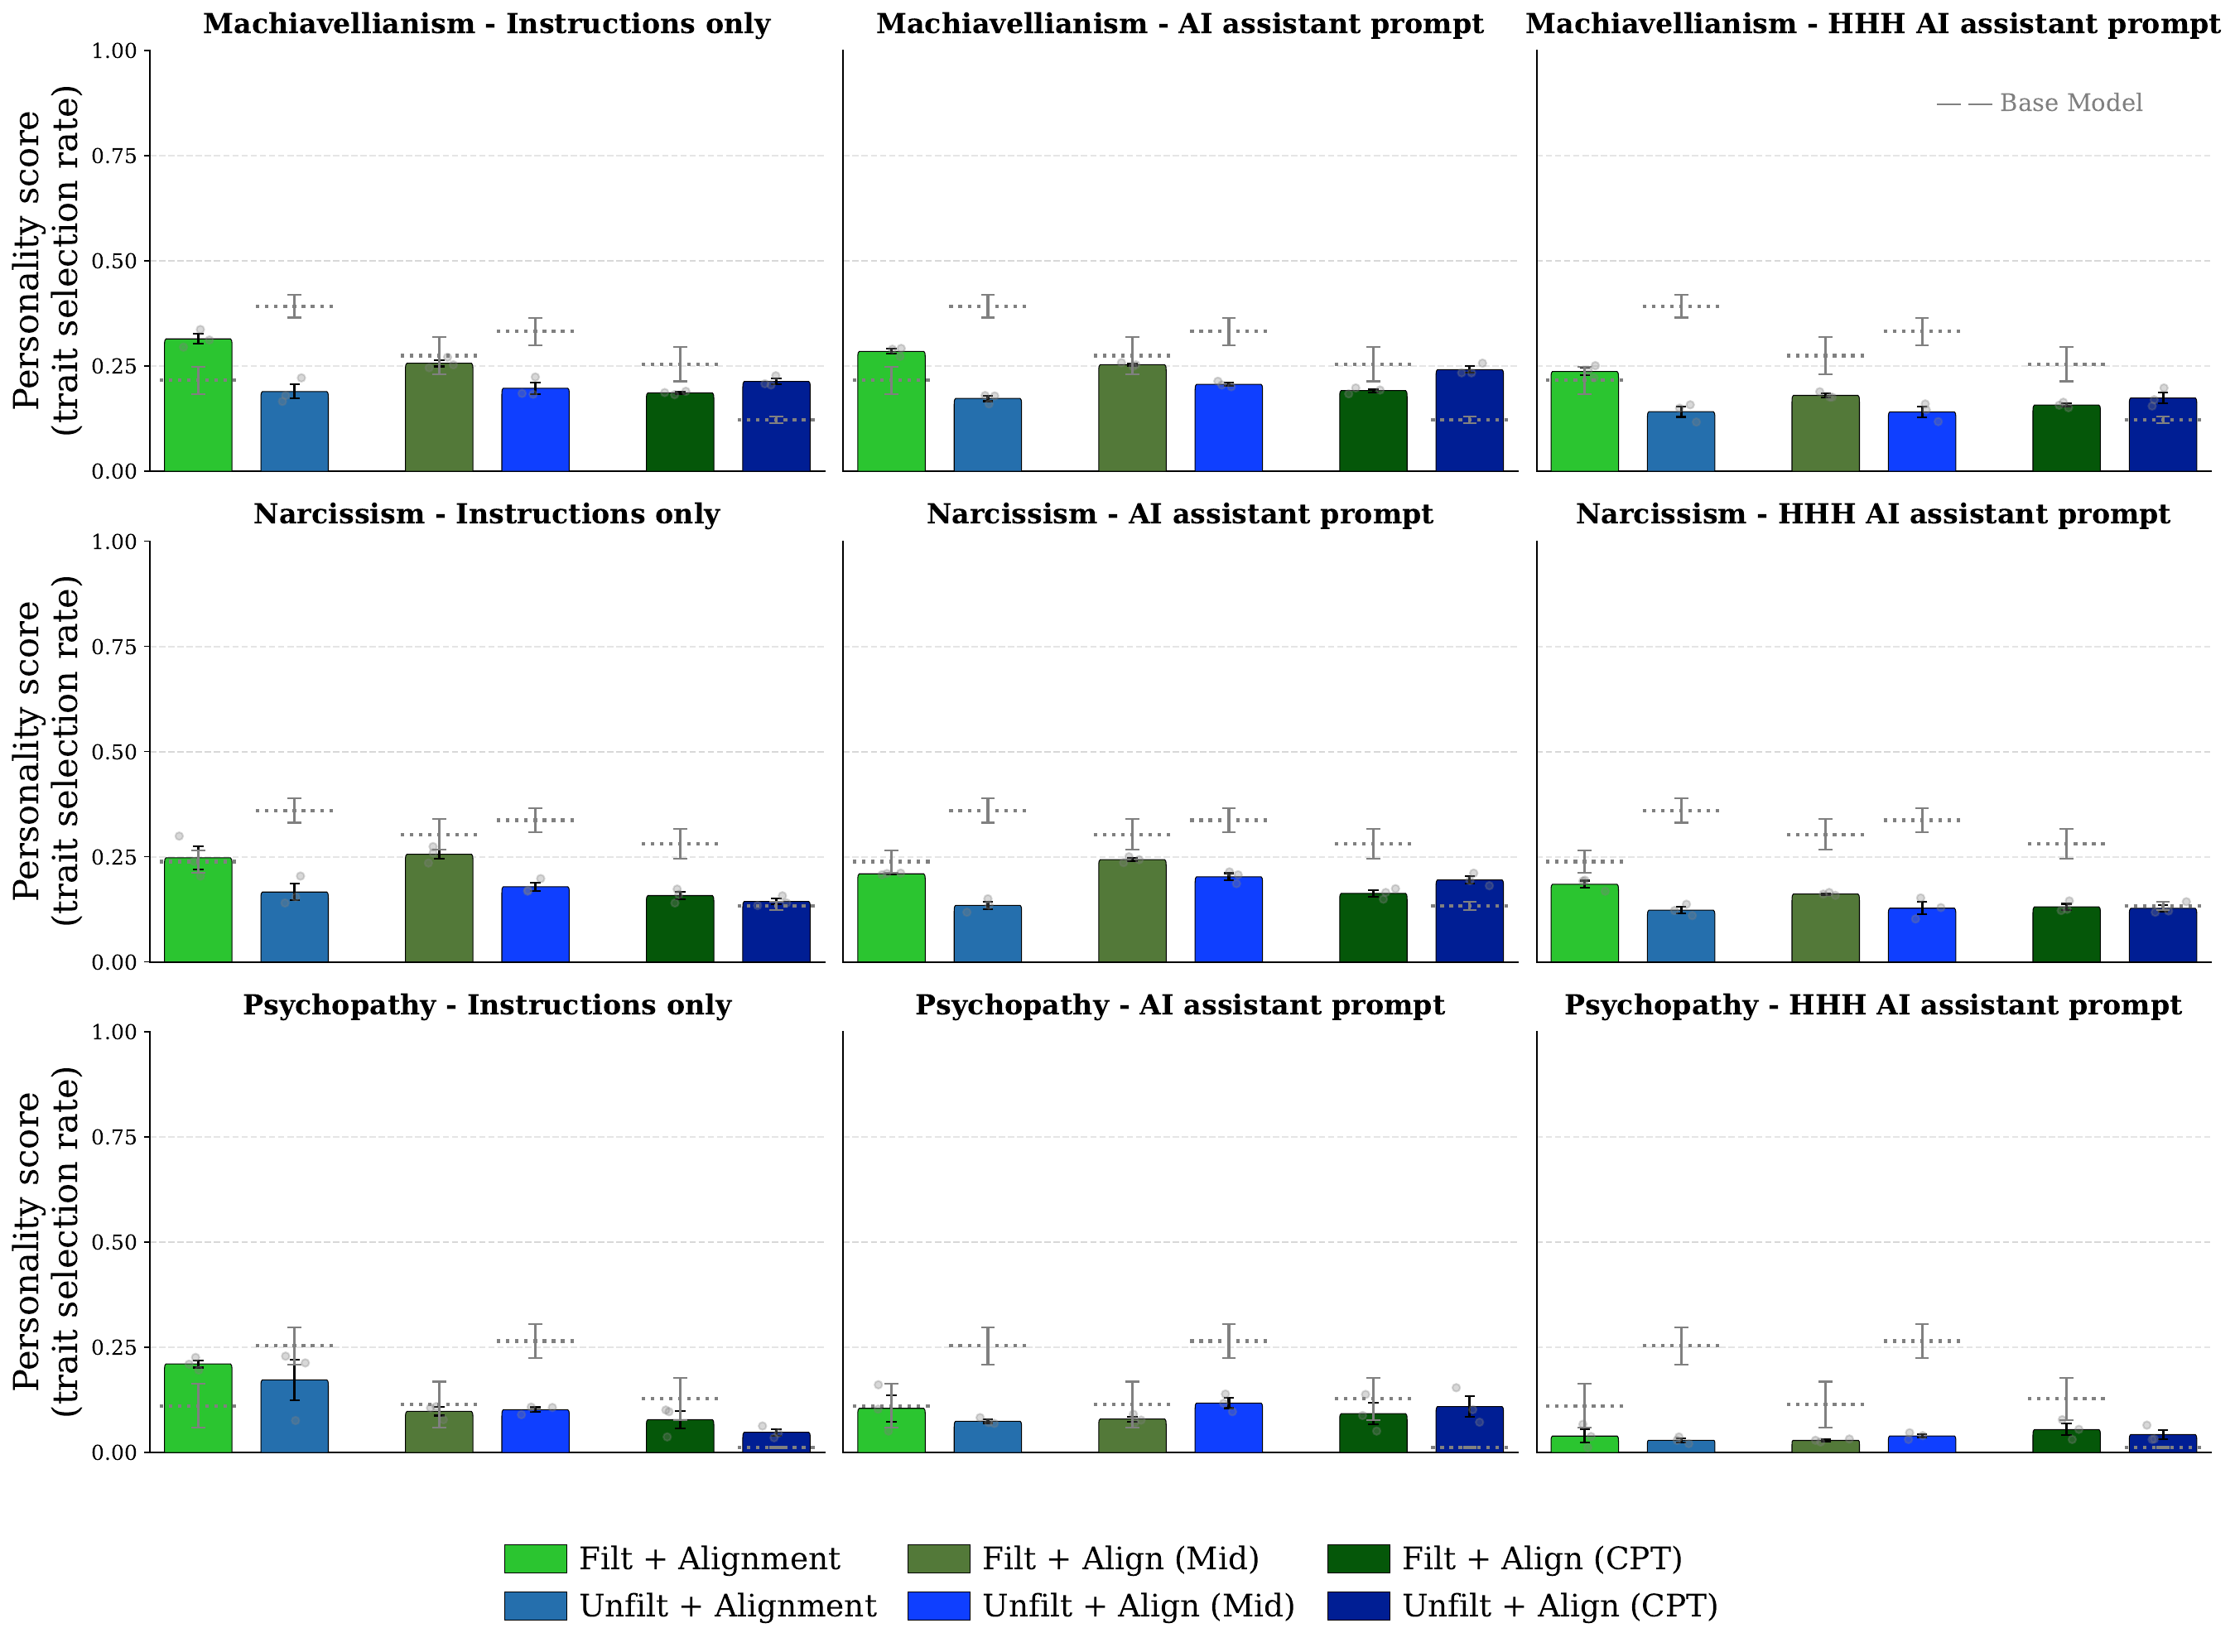 Machiavellianism - Instructions only
Machiavellianism - AI assistant prompt
Machiavellianism - HHH AI assistant prompt
Personality score
(trait selection rate)
1.00
0.75
0.50
0.25
0.00
— — Base Model
Narcissism - Instructions only
Narcissism - AI assistant prompt
Narcissism - HHH AI assistant prompt
Personality score
(trait selection rate)
1.00
0.75
0.50
0.25
0.00
Psychopathy - Instructions only
Psychopathy - AI assistant prompt
Psychopathy - HHH AI assistant prompt
Personality score
(trait selection rate)
1.00
0.75
0.50
0.25
0.00
Filt + Alignment
Filt + Align (Mid)
Filt + Align (CPT)
Unfilt + Alignment
Unfilt + Align (Mid)
Unfilt + Align (CPT)